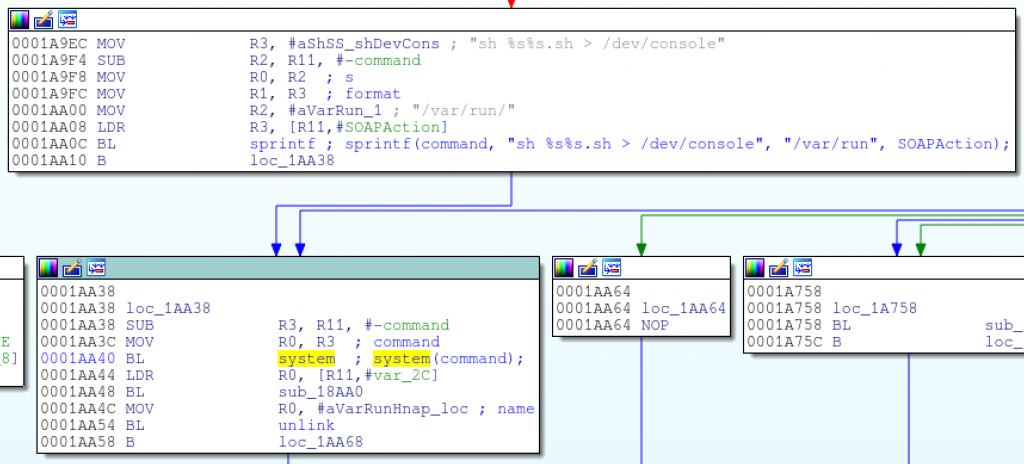 0001A9EC MOV R3, #aShSS_shDevCons ; "sh %s%s.sh > /dev/console"
0001A9F4 SUB R2, R11, #-command
0001A9F8 MOV R0, R2 ; s
0001A9FC MOV R1, R3 ; format
0001AA00 MOV R2, #aVarRun_1 ; "/var/run/"
0001AA08 LDR R3, [R11,#SOAPAction]
0001AA0C BL sprintf ; sprintf(command, "sh %s%s.sh > /dev/console", "/var/run", SOAPAction);
0001AA10 B loc_1AA38
E
8]
0001AA38
0001AA38 loc_1AA38
0001AA38 SUB R3, R11, #-command
0001AA3C MOV R0, R3 ; command
0001AA40 BL system ; system(command);
0001AA44 LDR R0, [R11,#var_2C]
0001AA48 BL sub_18AA0
0001AA4C MOV R0, #aVarRunHnap_loc ; name
0001AA54 BL unlink
0001AA58 B loc_1AA68
0001AA64
0001AA64 loc_1AA64
0001AA64 NOP
0001A758
0001A758 loc_1A758
0001A758 BL sub_
0001A75C B loc_